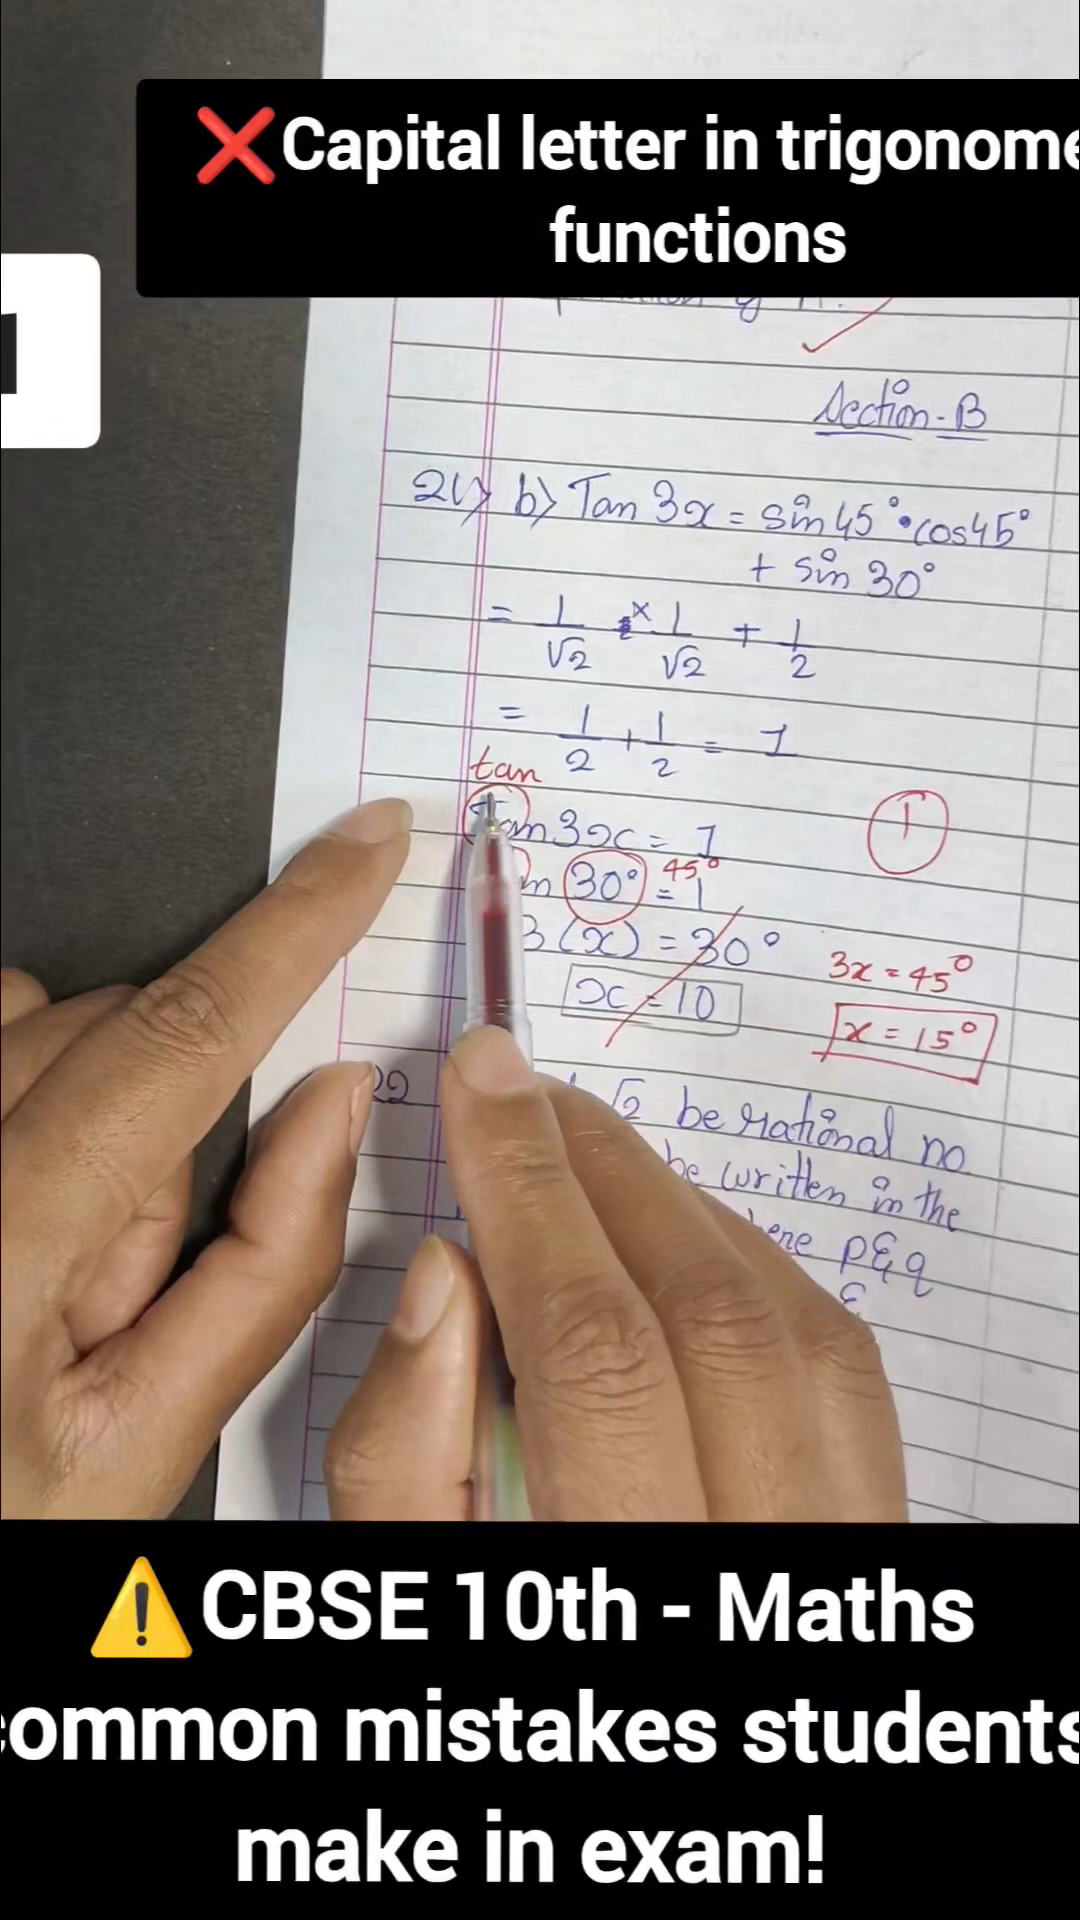 ❌Capital letter in trigonome
functions
1
Section-B
21) b) Tan 3x = sin 45° • cos 45°
+ sin 30°
= 1/√2 × 1/√2 + 1/2
= 1/2 + 1/2 = 1
tan
Tan 3x = 1
1
n 30° = 1
45°
3 (x) = 30°
3x = 45°
x = 10
x = 15°
22
√2 be rational no
be written in the
here p & q
⚠️CBSE 10th - Maths
common mistakes students
make in exam!